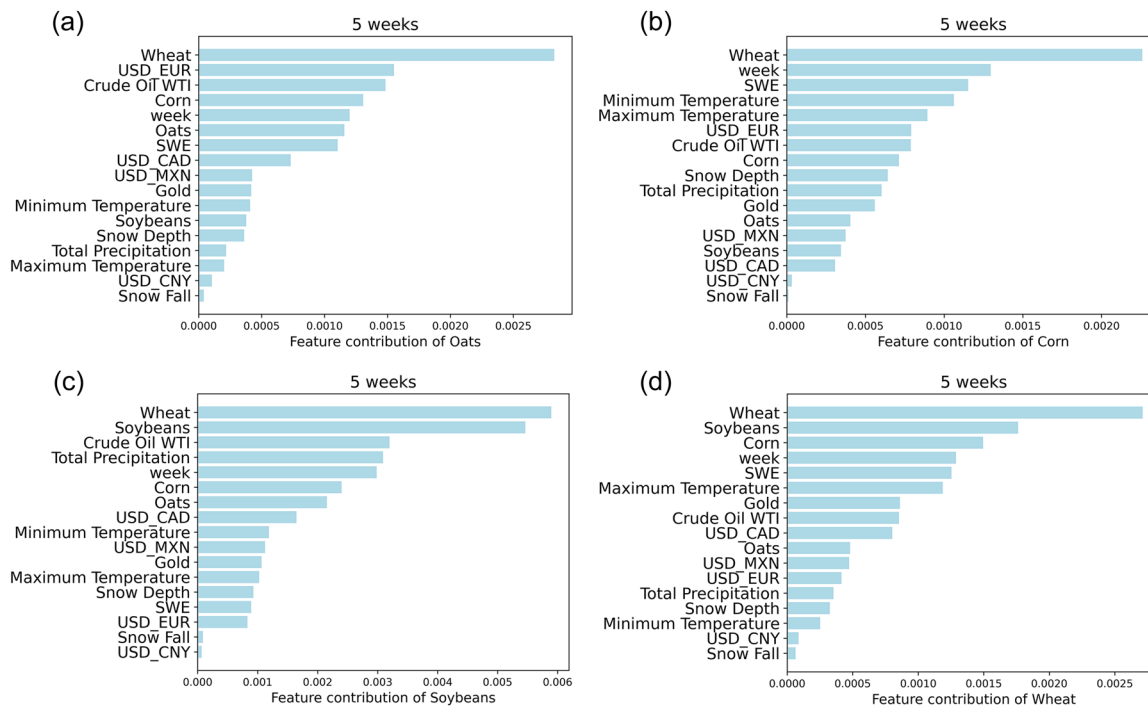 (a)
5 weeks
Wheat
USD_EUR
Crude Oil WTI
Corn
week
Oats
SWE
USD_CAD
USD_MXN
Gold
Minimum Temperature
Soybeans
Snow Depth
Total Precipitation
Maximum Temperature
USD_CNY
Snow Fall
0.0000 0.0005 0.0010 0.0015 0.0020 0.0025
Feature contribution of Oats
(b)
5 weeks
Wheat
week
SWE
Minimum Temperature
Maximum Temperature
USD_EUR
Crude Oil WTI
Corn
Snow Depth
Total Precipitation
Gold
Oats
USD_MXN
Soybeans
USD_CAD
USD_CNY
Snow Fall
0.0000 0.0005 0.0010 0.0015 0.0020
Feature contribution of Corn
(c)
5 weeks
Wheat
Soybeans
Crude Oil WTI
Total Precipitation
week
Corn
Oats
USD_CAD
Minimum Temperature
USD_MXN
Gold
Maximum Temperature
Snow Depth
SWE
USD_EUR
Snow Fall
USD_CNY
0.000 0.001 0.002 0.003 0.004 0.005 0.006
Feature contribution of Soybeans
(d)
5 weeks
Wheat
Soybeans
Corn
week
SWE
Maximum Temperature
Gold
Crude Oil WTI
USD_CAD
Oats
USD_MXN
USD_EUR
Total Precipitation
Snow Depth
Minimum Temperature
USD_CNY
Snow Fall
0.0000 0.0005 0.0010 0.0015 0.0020 0.0025
Feature contribution of Wheat